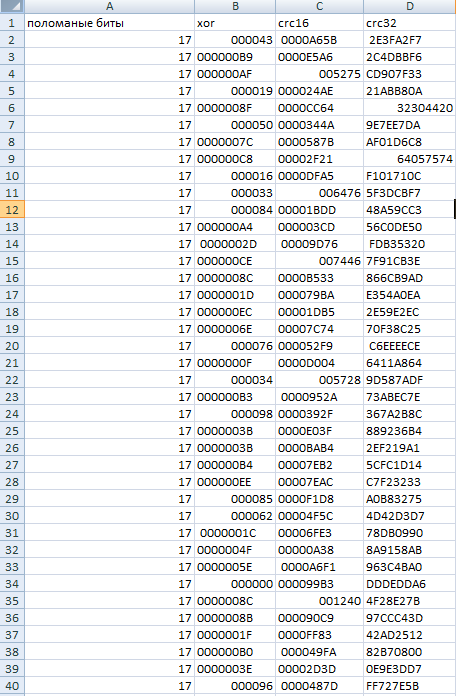 A B C D
1 поломаные биты xor crc16 crc32
2 17 000043 0000A65B 2E3FA2F7
3 17 000000B9 0000E5A6 2C4DBBF6
4 17 000000AF 005275 CD907F33
5 17 000019 000024AE 21ABB80A
6 17 0000008F 0000CC64 32304420
7 17 000050 0000344A 9E7EE7DA
8 17 0000007C 0000587B AF01D6C8
9 17 000000C8 00002F21 64057574
10 17 000016 0000DFA5 F101710C
11 17 000033 006476 5F3DCBF7
12 17 000084 00001BDD 48A59CC3
13 17 000000A4 000003CD 56C0DE50
14 17 0000002D 00009D76 FDB35320
15 17 000000CE 007446 7F91CB3E
16 17 0000008C 0000B533 866CB9AD
17 17 0000001D 000079BA E354A0EA
18 17 000000EC 00001DB5 2E59E2EC
19 17 0000006E 00007C74 70F38C25
20 17 000076 000052F9 C6EEEECE
21 17 0000000F 0000D004 6411A864
22 17 000034 005728 9D587ADF
23 17 000000B3 0000952A 73ABEC7E
24 17 000098 0000392F 367A2B8C
25 17 0000003B 0000E03F 889236B4
26 17 0000003B 0000BAB4 2EF219A1
27 17 000000B4 00007EB2 5CFC1D14
28 17 000000EE 00007EAC C7F23233
29 17 000085 0000F1D8 A0B83275
30 17 000062 00004F5C 4D42D3D7
31 17 0000001C 00006FE3 78DB0990
32 17 0000004F 00000A38 8A9158AB
33 17 0000005E 0000A6F1 963C4BA0
34 17 000000 000099B3 DDDEDDA6
35 17 0000008C 001240 4F28E27B
36 17 0000008B 000090C9 97CCC43D
37 17 0000001F 0000FF83 42AD2512
38 17 000000B0 000049FA 82B70800
39 17 0000003E 00002D3D 0E9E3DD7
40 17 000096 0000487D FF727E5B